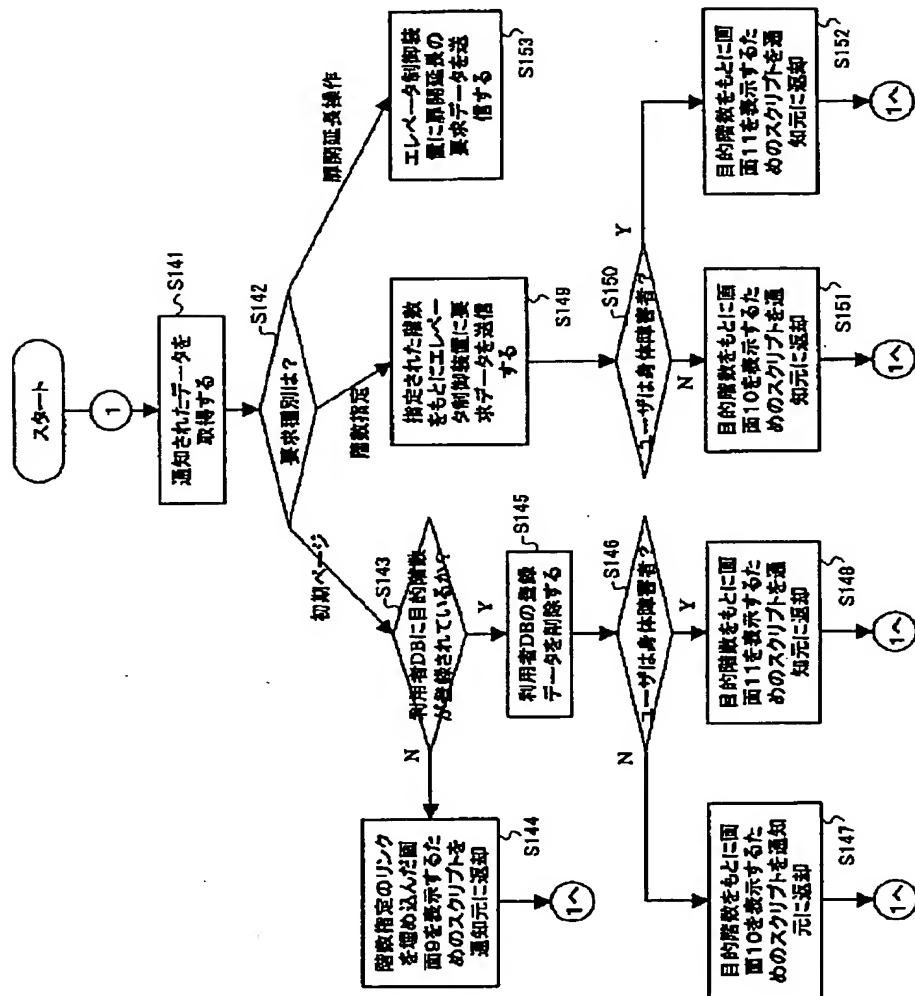 スタート
1
通知されたデータを
取得する
S141
要求種別は?
S142
初期ページ
階数指定
扉開延長操作
利用者DBに目的階数
が登録されているか?
S143
N
Y
階数指定のリンク
を埋め込んだ画
面9を表示するた
めのスクリプトを
通知元に返却
S144
1へ
利用者DBの登録
データを削除する
S145
ユーザは身体障害者?
S146
N
Y
目的階数をもとに画
面10を表示するた
めのスクリプトを通知
元に返却
S147
1へ
目的階数をもとに画
面11を表示するた
めのスクリプトを通
知元に返却
S148
1へ
指定された階数
をもとにエレベー
タ制御装置に要
求データを送信
する
S149
ユーザは身体障害者?
S150
N
Y
目的階数をもとに画
面10を表示するた
めのスクリプトを通
知元に返却
S151
1へ
目的階数をもとに画
面11を表示するた
めのスクリプトを通
知元に返却
S152
1へ
エレベータ制御装
置に扉開延長の
要求データを送
信する
S153